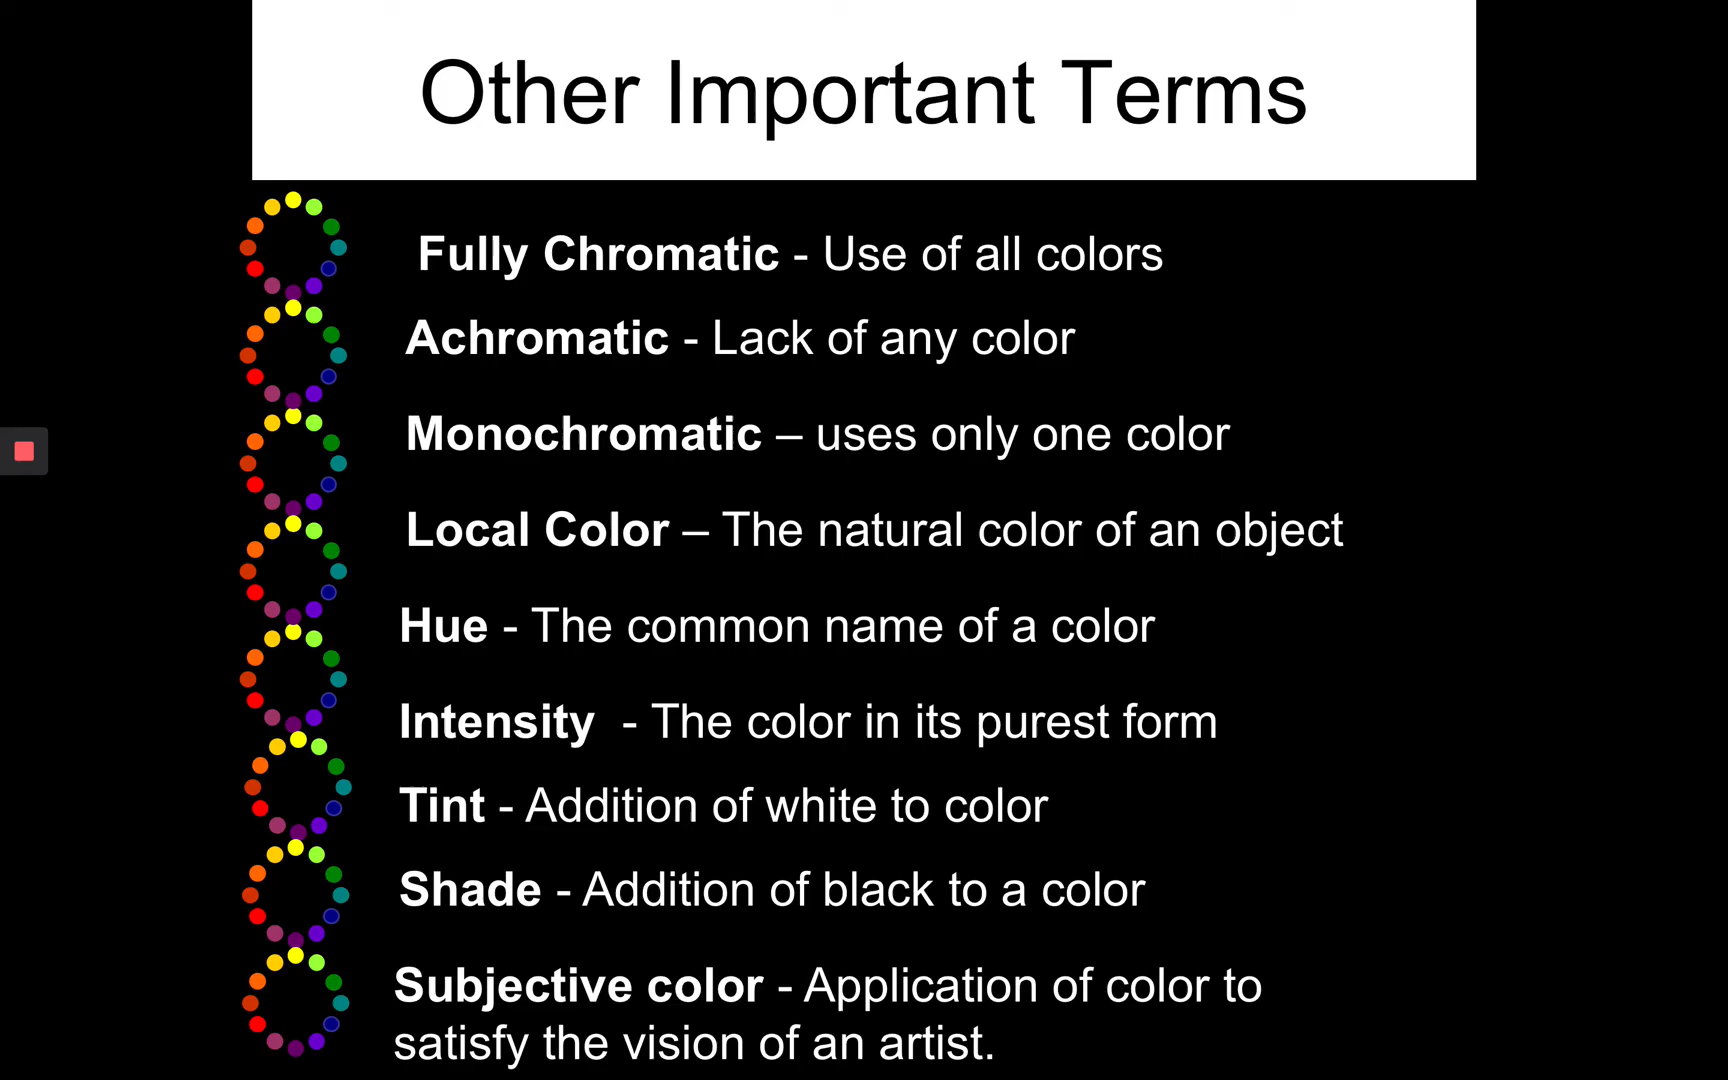 Other Important Terms
Fully Chromatic - Use of all colors
Achromatic - Lack of any color
Monochromatic – uses only one color
Local Color – The natural color of an object
Hue - The common name of a color
Intensity  - The color in its purest form
Tint - Addition of white to color
Shade - Addition of black to a color
Subjective color - Application of color to
satisfy the vision of an artist.